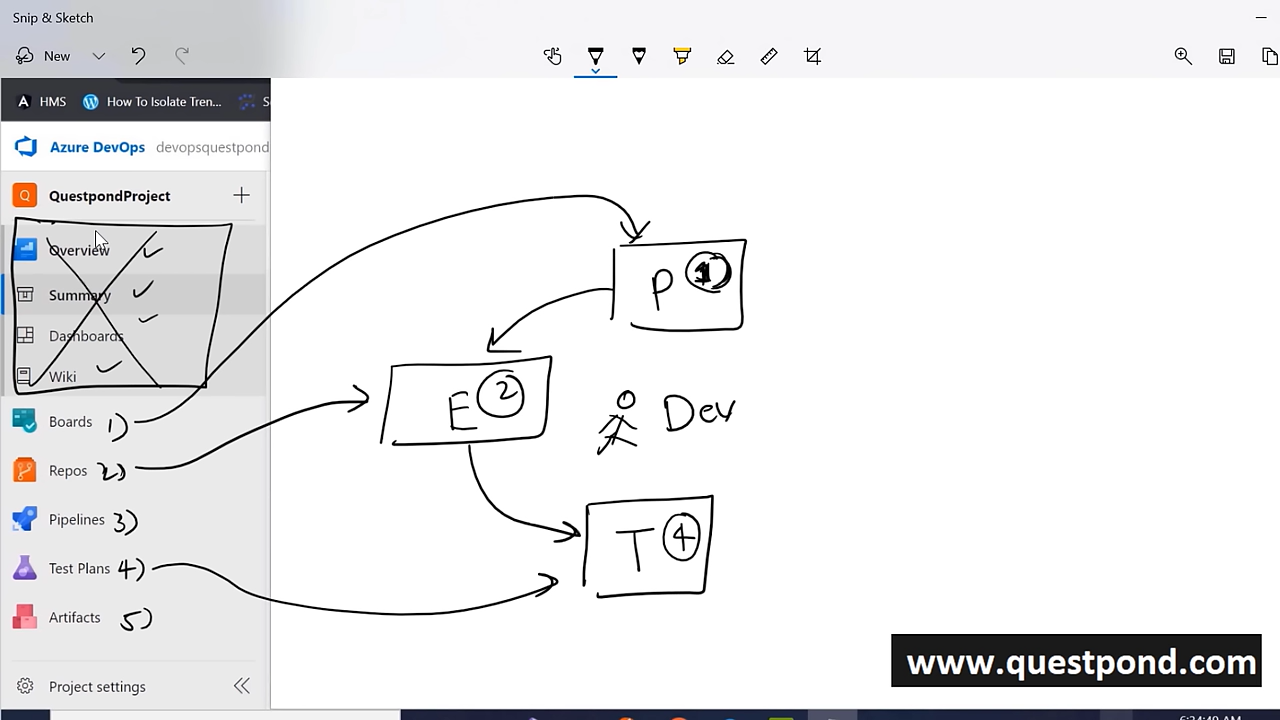 Snip & Sketch
New
HMS
How To Isolate Tren...
S
Azure DevOps devopsquestpond
QuestpondProject
Overview
Summary
Dashboards
Wiki
Boards 1)
Repos 2)
Pipelines 3)
Test Plans 4)
Artifacts 5)
Project settings
P 1
E 2
Dev
T 4
www.questpond.com